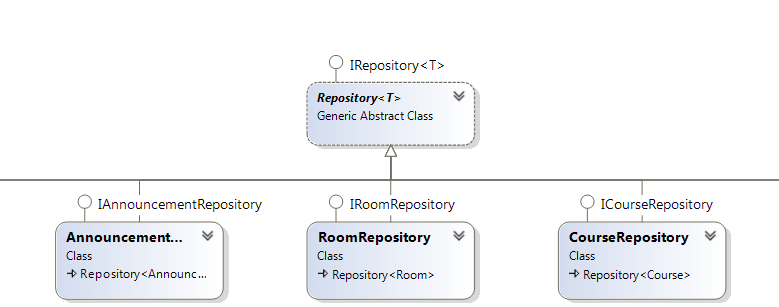 IRepository<T>
Repository<T>
Generic Abstract Class
IAnnouncementRepository
IRoomRepository
ICourseRepository
Announcement...
RoomRepository
CourseRepository
Class
Class
Class
Repository<Announc...
Repository<Room>
Repository<Course>